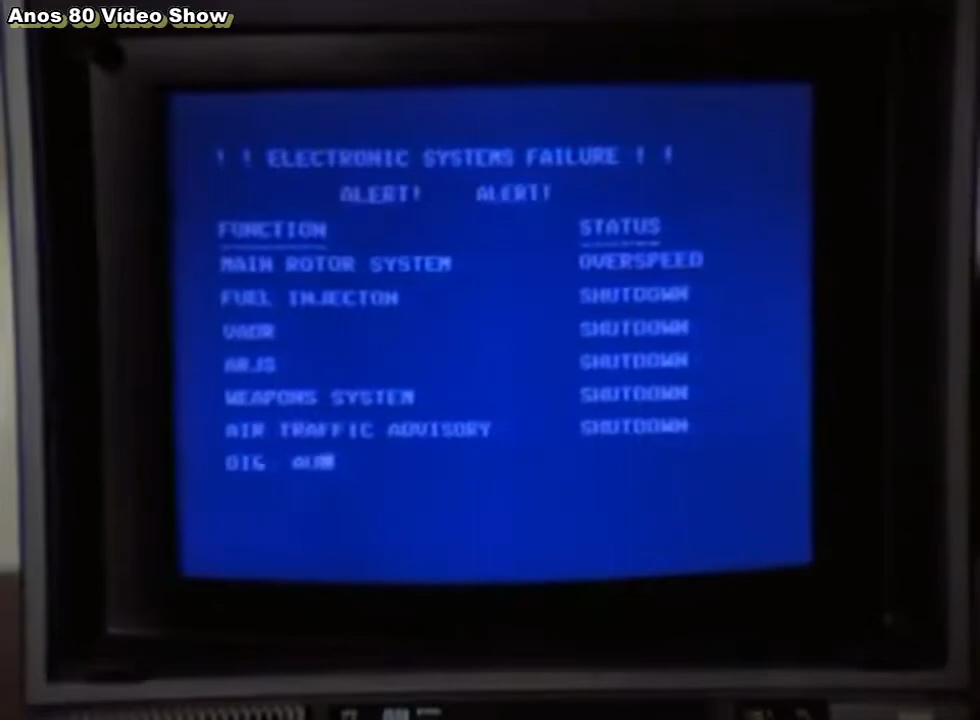 Anos 80 Vídeo Show
! ! ELECTRONIC SYSTEMS FAILURE ! !
ALERT! ALERT!
FUNCTION STATUS
MAIN ROTOR SYSTEM OVERSPEED
FUEL INJECTON SHUTDOWN
SHUTDOWN
ARJS SHUTDOWN
WEAPONS SYSTEM SHUTDOWN
AIR TRAFFIC ADVISORY SHUTDOWN